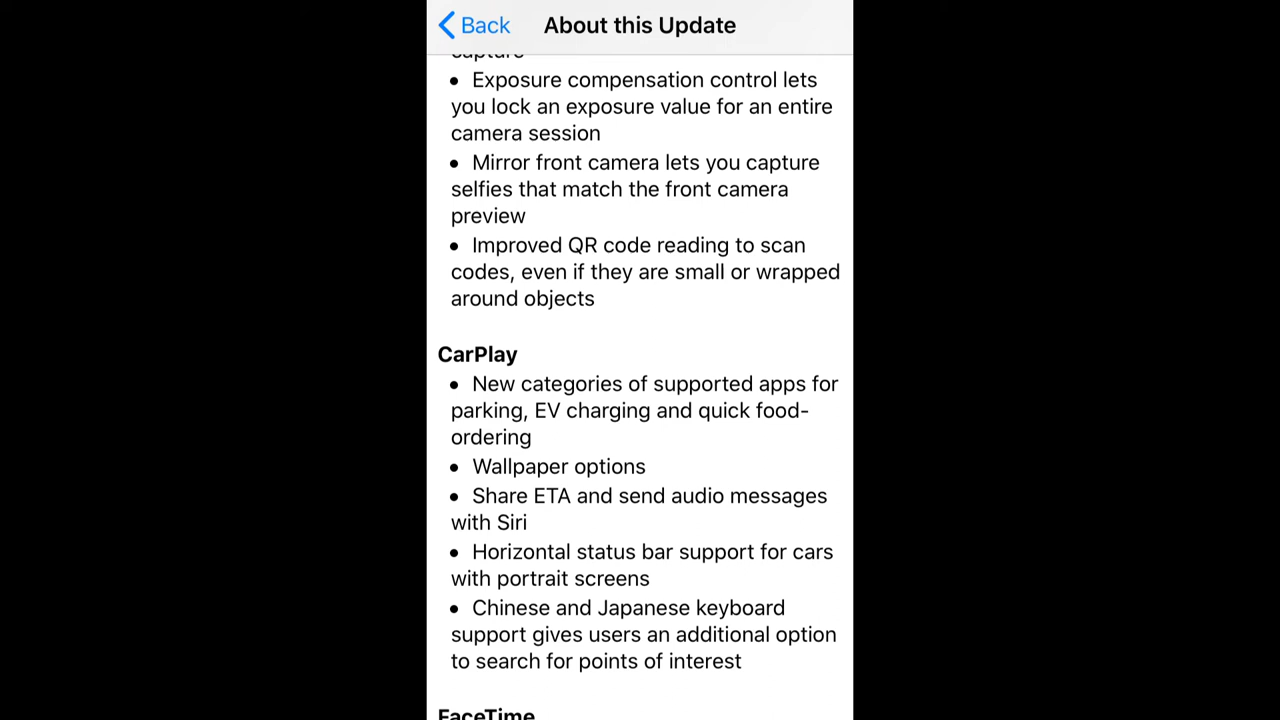 Back About this Update
capture
• Exposure compensation control lets
you lock an exposure value for an entire
camera session
• Mirror front camera lets you capture
selfies that match the front camera
preview
• Improved QR code reading to scan
codes, even if they are small or wrapped
around objects
CarPlay
• New categories of supported apps for
parking, EV charging and quick food-
ordering
• Wallpaper options
• Share ETA and send audio messages
with Siri
• Horizontal status bar support for cars
with portrait screens
• Chinese and Japanese keyboard
support gives users an additional option
to search for points of interest
FaceTime